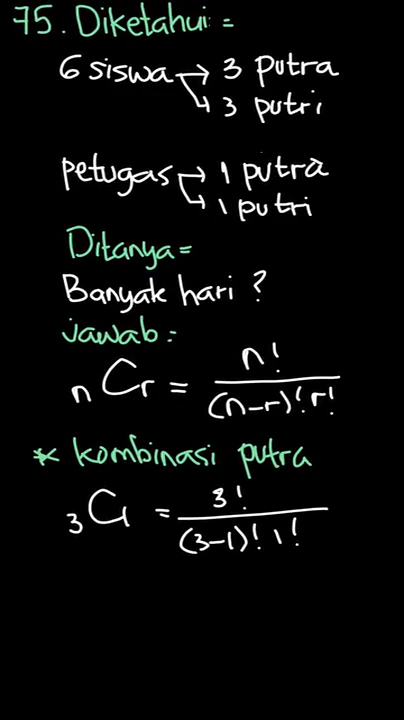 75. Diketahui =
6 siswa → 3 putra
↳ 3 putri
petugas → 1 putra
↳ 1 putri
Ditanya =
Banyak hari ?
jawab :
nCr = n! / (n-r)! r!
* kombinasi putra
3C1 = 3! / (3-1)! 1!